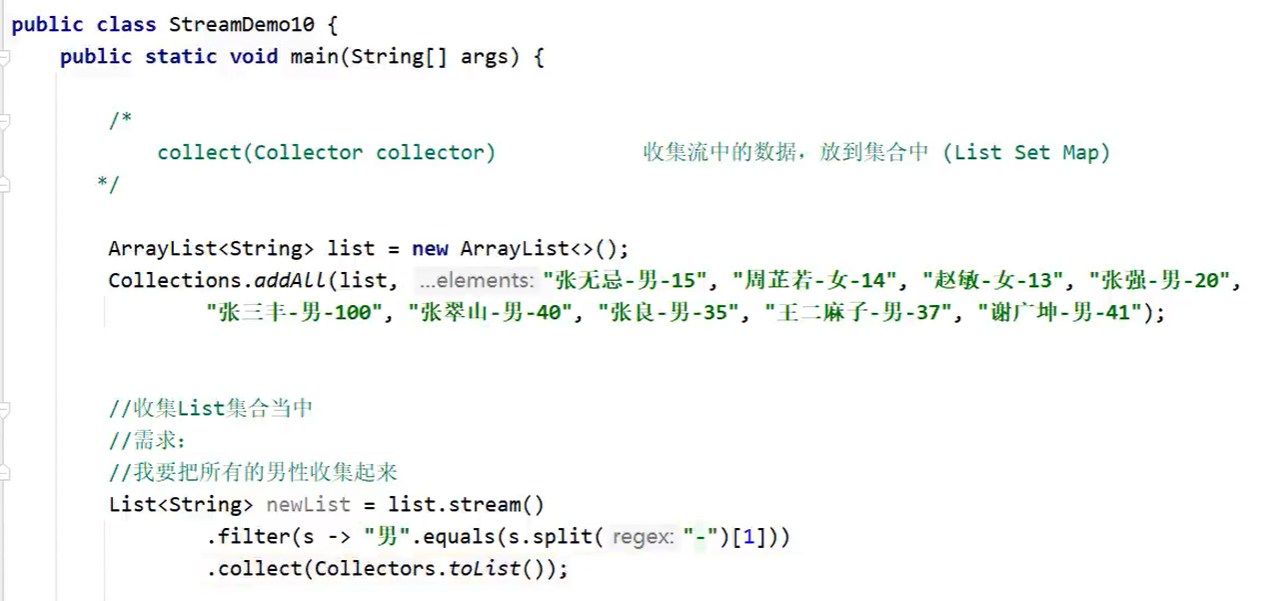 public class StreamDemo10 {
public static void main(String[] args) {
/*
collect(Collector collector) 收集流中的数据，放到集合中 (List Set Map)
*/
ArrayList<String> list = new ArrayList<>();
Collections.addAll(list, ...elements: "张无忌-男-15", "周芷若-女-14", "赵敏-女-13", "张强-男-20",
"张三丰-男-100", "张翠山-男-40", "张良-男-35", "王二麻子-男-37", "谢广坤-男-41");
//收集List集合当中
//需求：
//我要把所有的男性收集起来
List<String> newList = list.stream()
.filter(s -> "男".equals(s.split( regex: "-")[1]))
.collect(Collectors.toList());